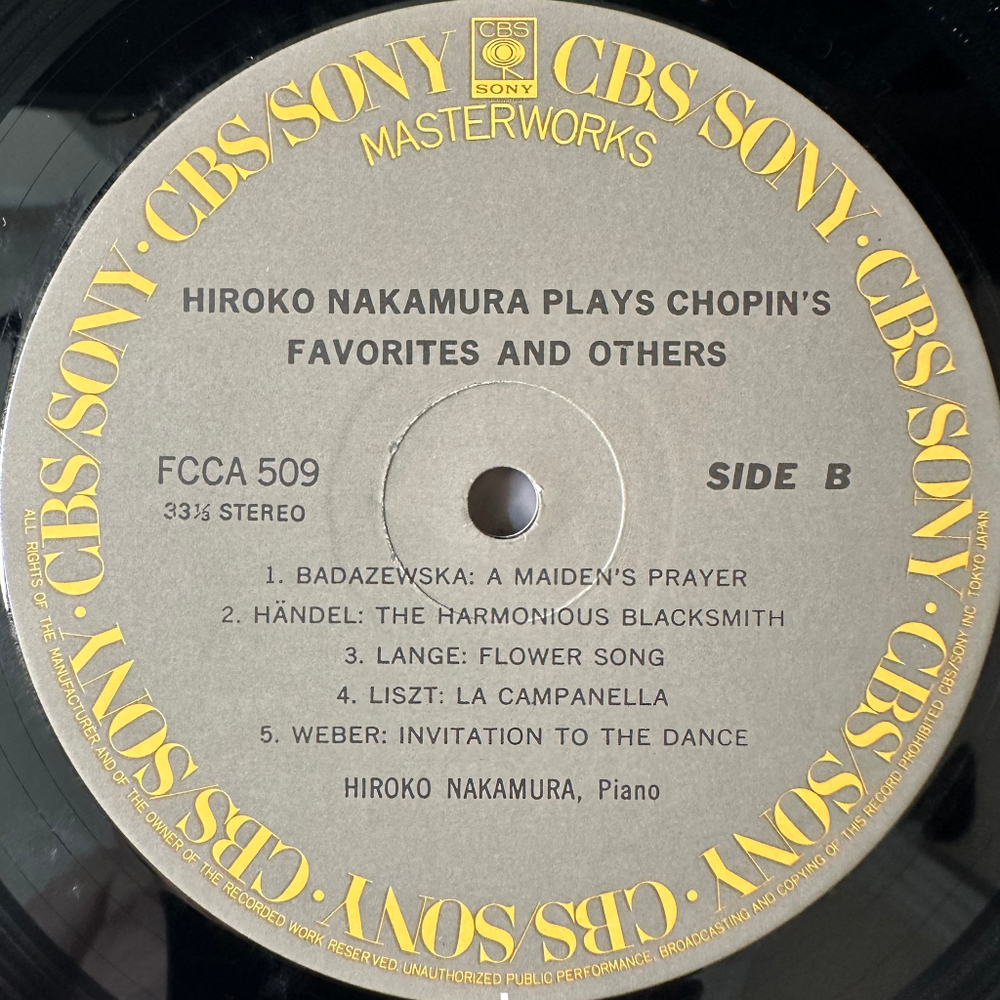 CBS
SONY
CBS/SONY · CBS/SONY · CBS/SONY · CBS/SONY · CBS/SONY · CBS/SONY · CBS/SONY · CBS/SONY
MASTERWORKS
HIROKO NAKAMURA PLAYS CHOPIN'S
FAVORITES AND OTHERS
FCCA 509
SIDE B
33⅓ STEREO
1. BADAZEWSKA: A MAIDEN'S PRAYER
2. HÄNDEL: THE HARMONIOUS BLACKSMITH
3. LANGE: FLOWER SONG
4. LISZT: LA CAMPANELLA
5. WEBER: INVITATION TO THE DANCE
HIROKO NAKAMURA, Piano
ALL RIGHTS OF THE MANUFACTURER AND OF THE OWNER OF THE RECORDED WORK RESERVED. UNAUTHORIZED PUBLIC PERFORMANCE, BROADCASTING AND COPYING OF THIS RECORD PROHIBITED CBS/SONY INC TOKYO JAPAN